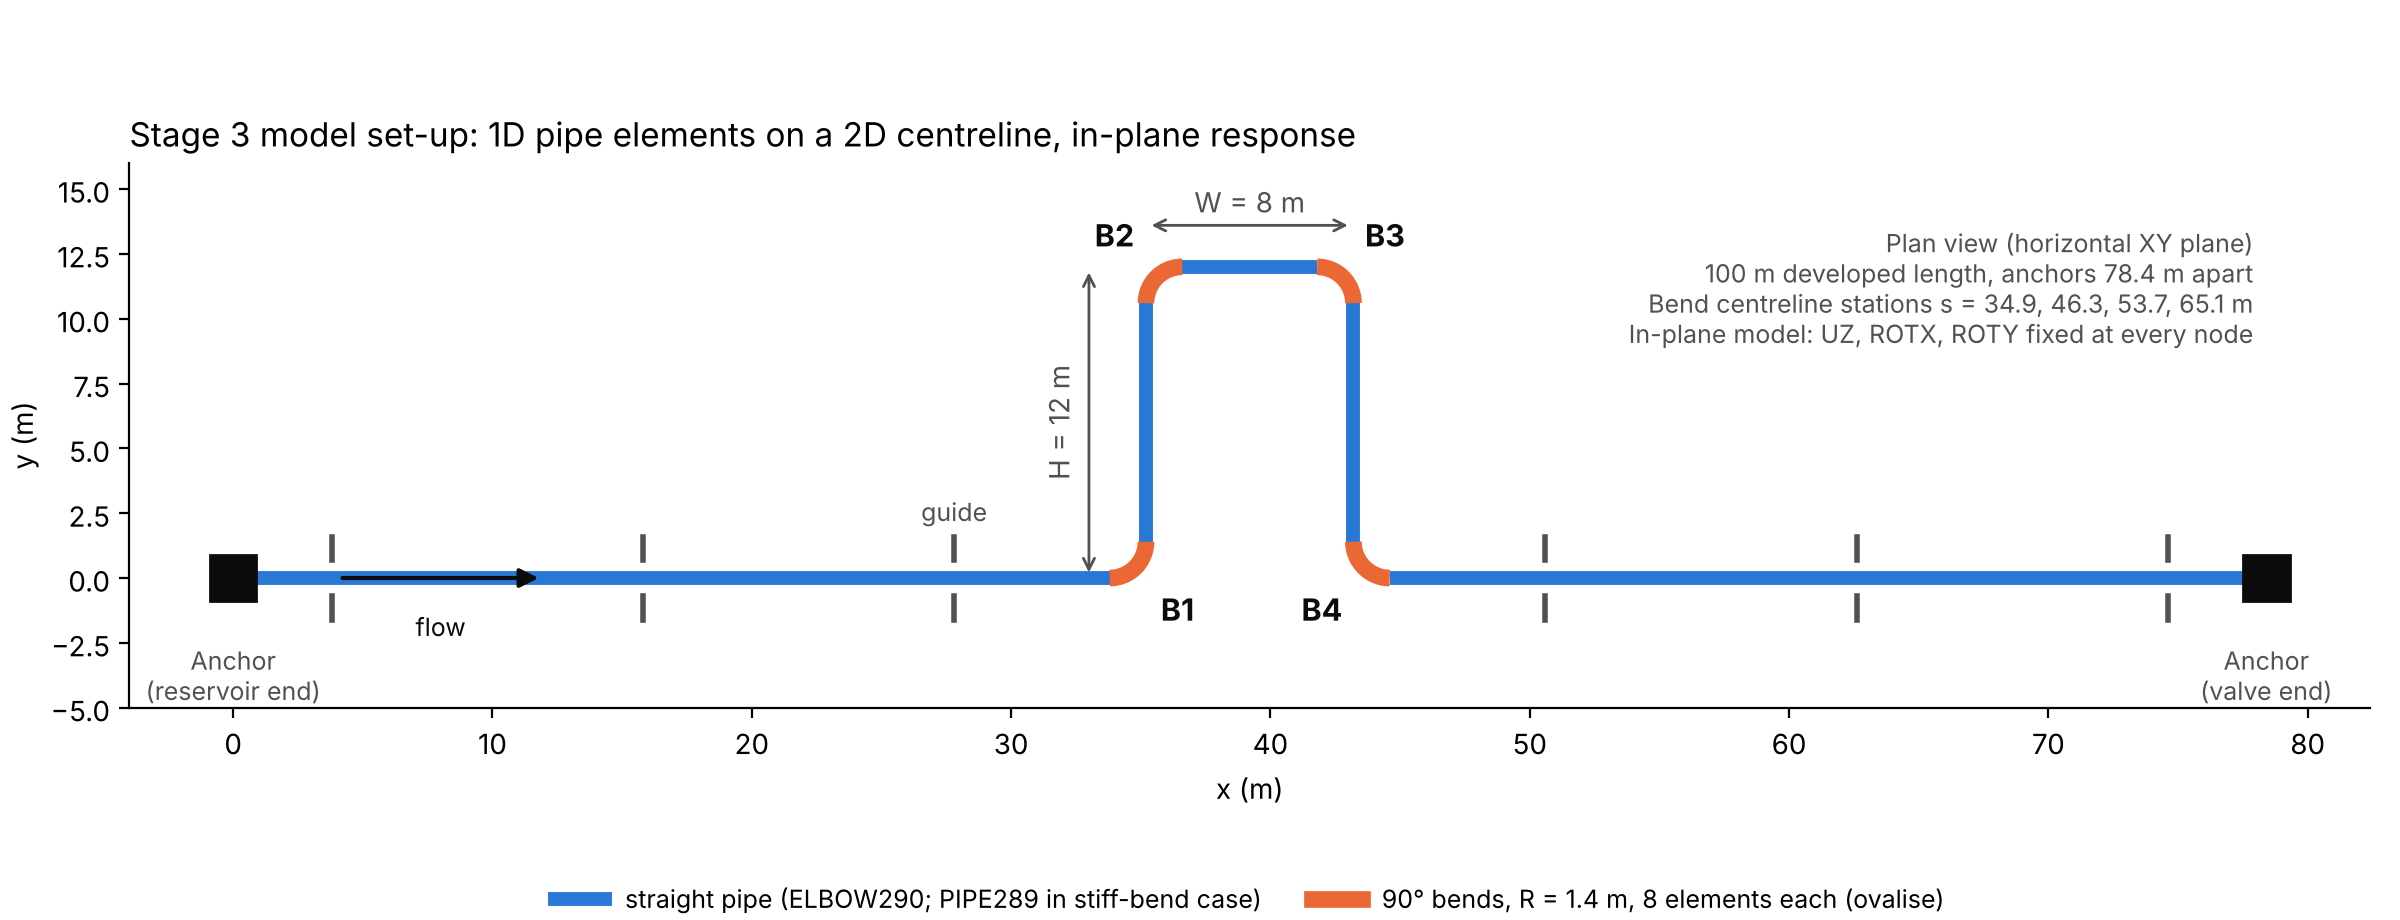 Stage 3 model set-up: 1D pipe elements on a 2D centreline, in-plane response
15.0
12.5
10.0
7.5
5.0
2.5
0.0
−2.5
−5.0
y (m)
W = 8 m
B2
B3
H = 12 m
Plan view (horizontal XY plane)
100 m developed length, anchors 78.4 m apart
Bend centreline stations s = 34.9, 46.3, 53.7, 65.1 m
In-plane model: UZ, ROTX, ROTY fixed at every node
guide
flow
B1
B4
Anchor
(reservoir end)
Anchor
(valve end)
0
10
20
30
40
50
60
70
80
x (m)
straight pipe (ELBOW290; PIPE289 in stiff-bend case)
90° bends, R = 1.4 m, 8 elements each (ovalise)